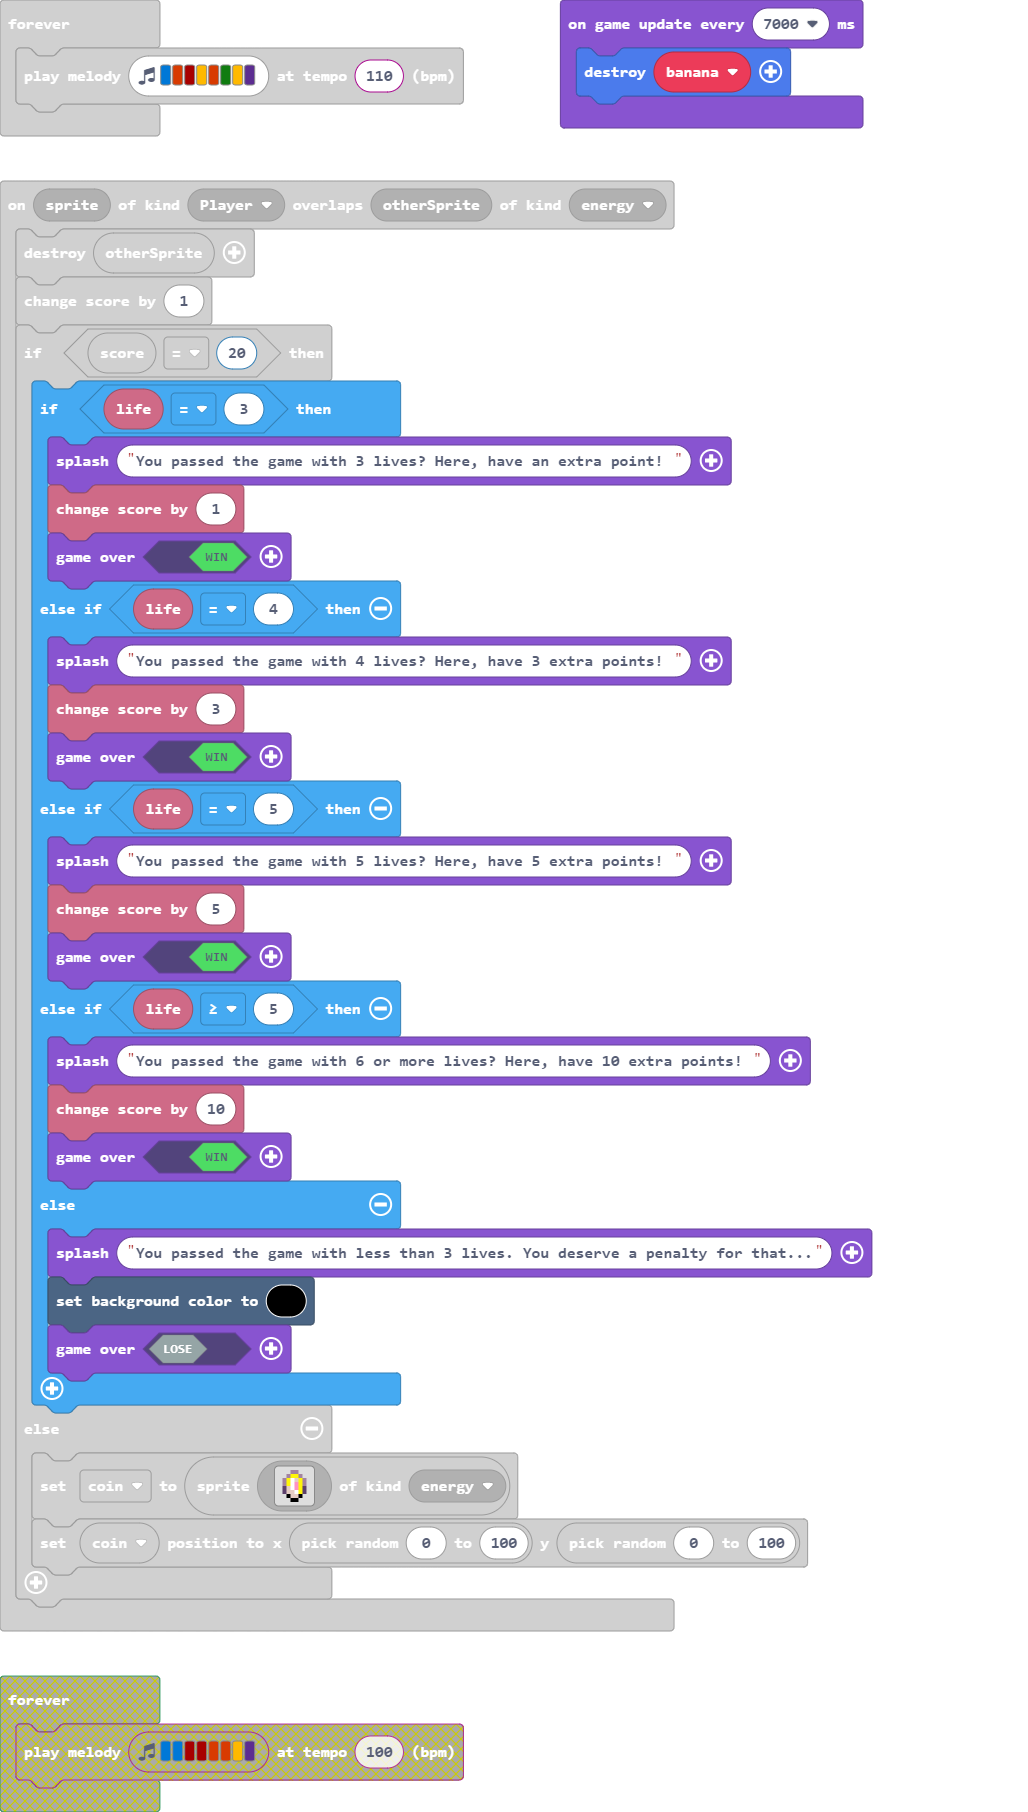 forever
play melody at tempo 110 (bpm)
on game update every 7000 ms
destroy banana
on sprite of kind Player overlaps otherSprite of kind energy
destroy otherSprite
change score by 1
if score = 20 then
if life = 3 then
splash "You passed the game with 3 lives? Here, have an extra point! "
change score by 1
game over WIN
else if life = 4 then
splash "You passed the game with 4 lives? Here, have 3 extra points! "
change score by 3
game over WIN
else if life = 5 then
splash "You passed the game with 5 lives? Here, have 5 extra points! "
change score by 5
game over WIN
else if life ≥ 5 then
splash "You passed the game with 6 or more lives? Here, have 10 extra points! "
change score by 10
game over WIN
else
splash "You passed the game with less than 3 lives. You deserve a penalty for that..."
set background color to
game over LOSE
else
set coin to sprite of kind energy
set coin position to x pick random 0 to 100 y pick random 0 to 100
forever
play melody at tempo 100 (bpm)